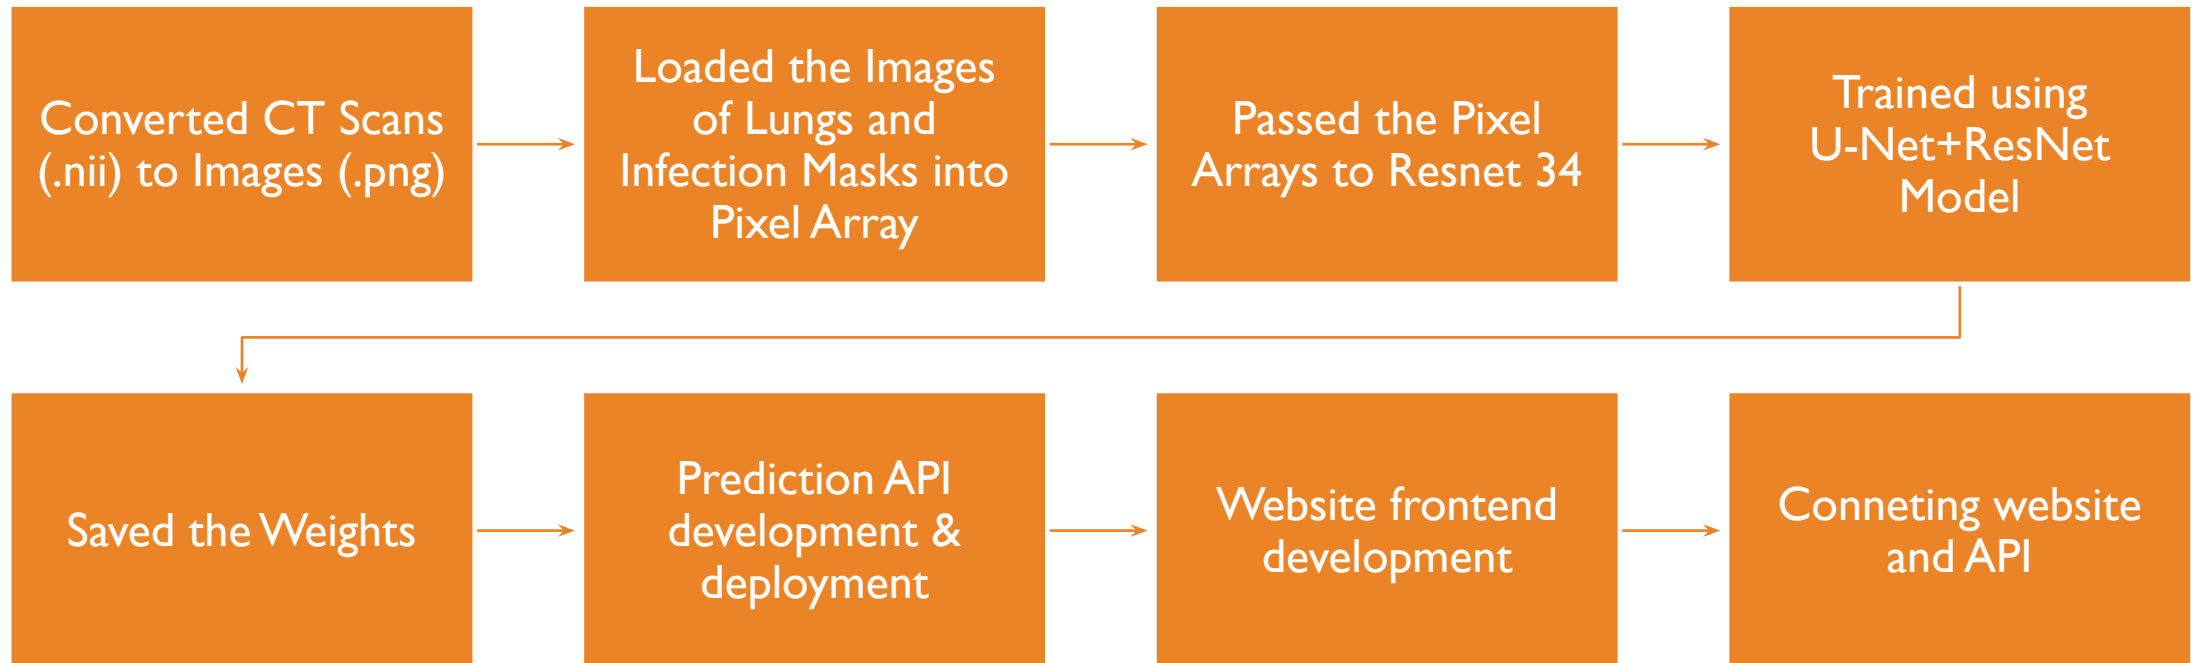 Converted CT Scans
(.nii) to Images (.png)
Loaded the Images
of Lungs and
Infection Masks into
Pixel Array
Passed the Pixel
Arrays to Resnet 34
Trained using
U-Net+ResNet
Model
Saved the Weights
Prediction API
development &
deployment
Website frontend
development
Conneting website
and API